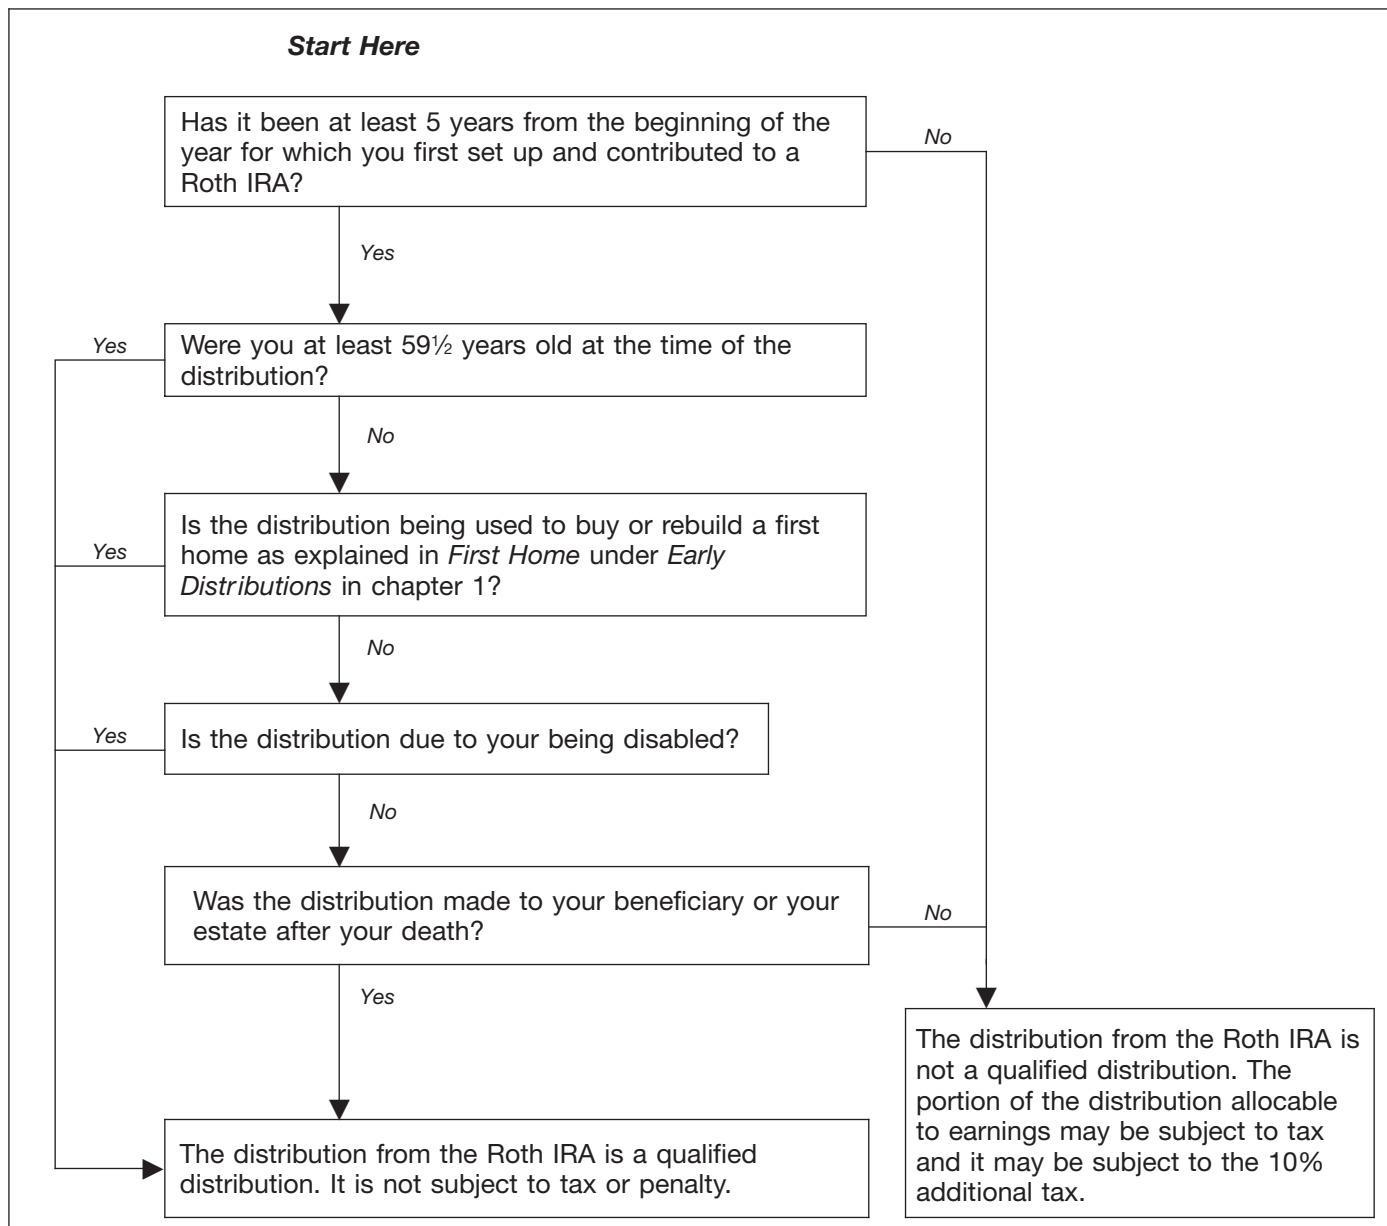 Start Here
Has it been at least 5 years from the beginning of the
year for which you first set up and contributed to a
Roth IRA?
No
Yes
Yes
Were you at least 59½ years old at the time of the
distribution?
No
Yes
Is the distribution being used to buy or rebuild a first
home as explained in First Home under Early
Distributions in chapter 1?
No
Yes
Is the distribution due to your being disabled?
No
Was the distribution made to your beneficiary or your
estate after your death?
No
Yes
The distribution from the Roth IRA is
not a qualified distribution. The
portion of the distribution allocable
to earnings may be subject to tax
and it may be subject to the 10%
additional tax.
The distribution from the Roth IRA is a qualified
distribution. It is not subject to tax or penalty.